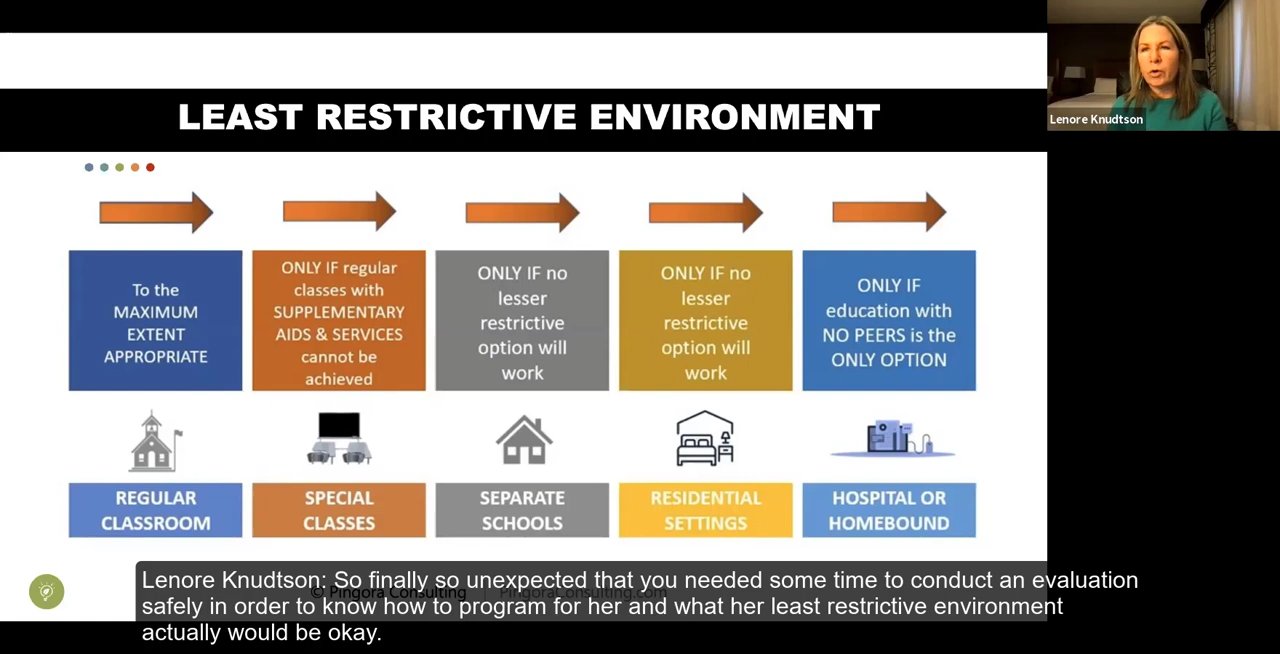 LEAST RESTRICTIVE ENVIRONMENT
Lenore Knudtson
To the
MAXIMUM
EXTENT
APPROPRIATE
ONLY IF regular
classes with
SUPPLEMENTARY
AIDS & SERVICES
cannot be
achieved
ONLY IF no
lesser
restrictive
option will
work
ONLY IF no
lesser
restrictive
option will
work
ONLY IF
education with
NO PEERS is the
ONLY OPTION
REGULAR
CLASSROOM
SPECIAL
CLASSES
SEPARATE
SCHOOLS
RESIDENTIAL
SETTINGS
HOSPITAL OR
HOMEBOUND
Lenore Knudtson: So finally so unexpected that you needed some time to conduct an evaluation
© Pingora Consulting | PingoraConsulting.com
safely in order to know how to program for her and what her least restrictive environment
actually would be okay.